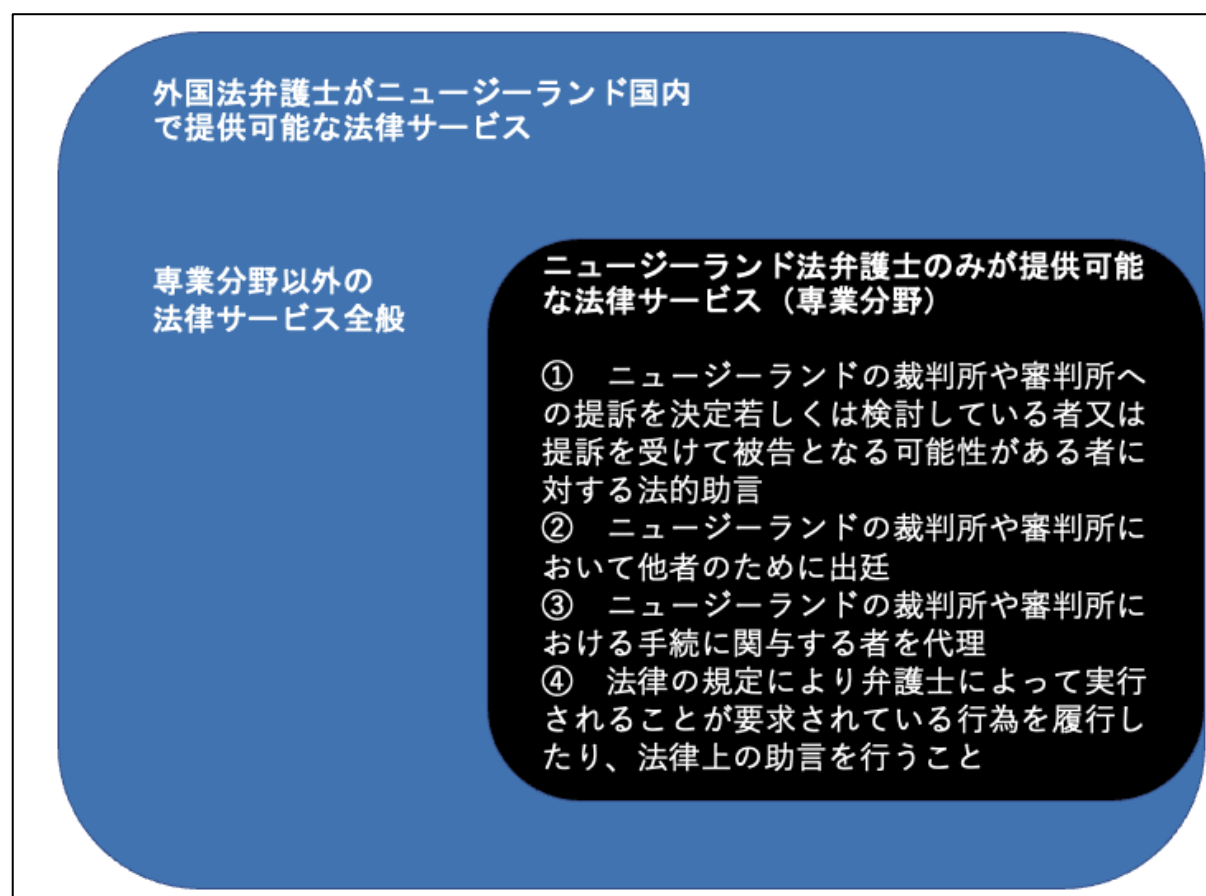 外国法弁護士がニュージーランド国内
で提供可能な法律サービス
専業分野以外の
法律サービス全般
ニュージーランド法弁護士のみが提供可能
な法律サービス（専業分野）
①　ニュージーランドの裁判所や審判所へ
の提訴を決定若しくは検討している者又は
提訴を受けて被告となる可能性がある者に
対する法的助言
②　ニュージーランドの裁判所や審判所に
おいて他者のために出廷
③　ニュージーランドの裁判所や審判所に
おける手続に関与する者を代理
④　法律の規定により弁護士によって実行
されることが要求されている行為を履行し
たり、法律上の助言を行うこと